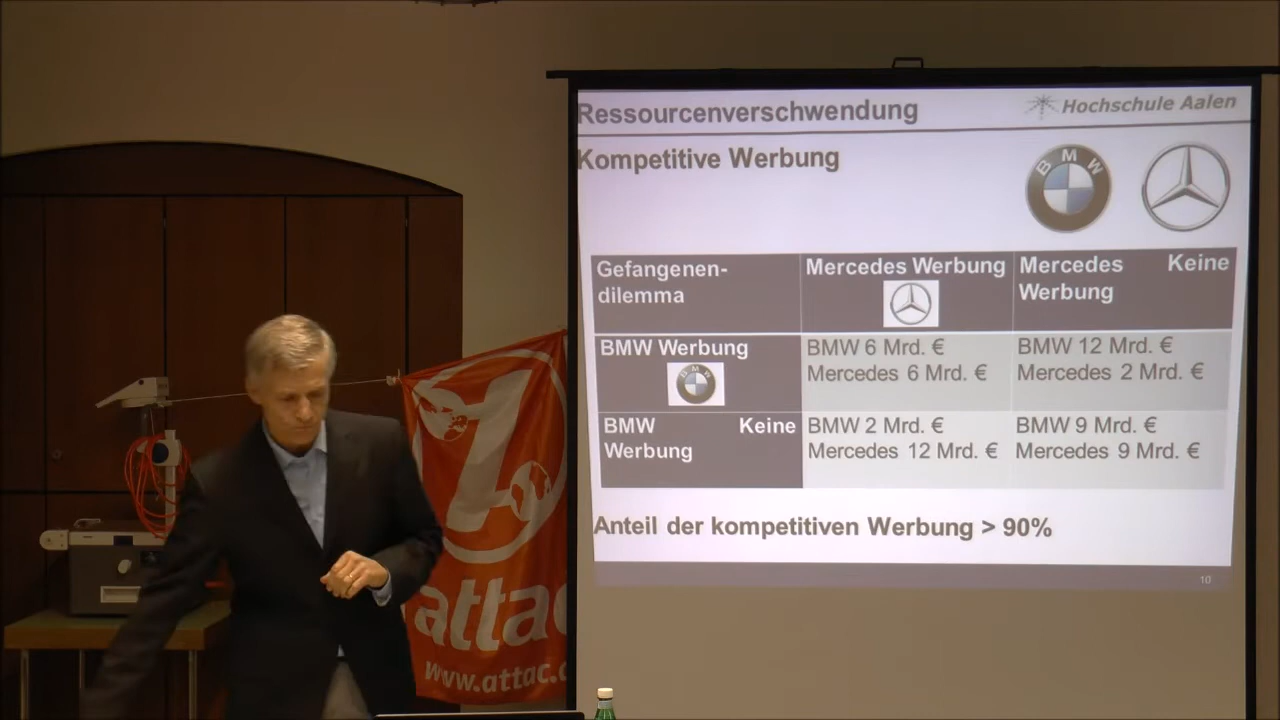 Ressourcenverschwendung
Hochschule Aalen
Kompetitive Werbung
BMW
Gefangenen-
dilemma
Mercedes Werbung
Mercedes Keine
Werbung
BMW Werbung
BMW
BMW 6 Mrd. €
Mercedes 6 Mrd. €
BMW 12 Mrd. €
Mercedes 2 Mrd. €
BMW Keine
Werbung
BMW 2 Mrd. €
Mercedes 12 Mrd. €
BMW 9 Mrd. €
Mercedes 9 Mrd. €
Anteil der kompetitiven Werbung > 90%
10
attac
www.attac.